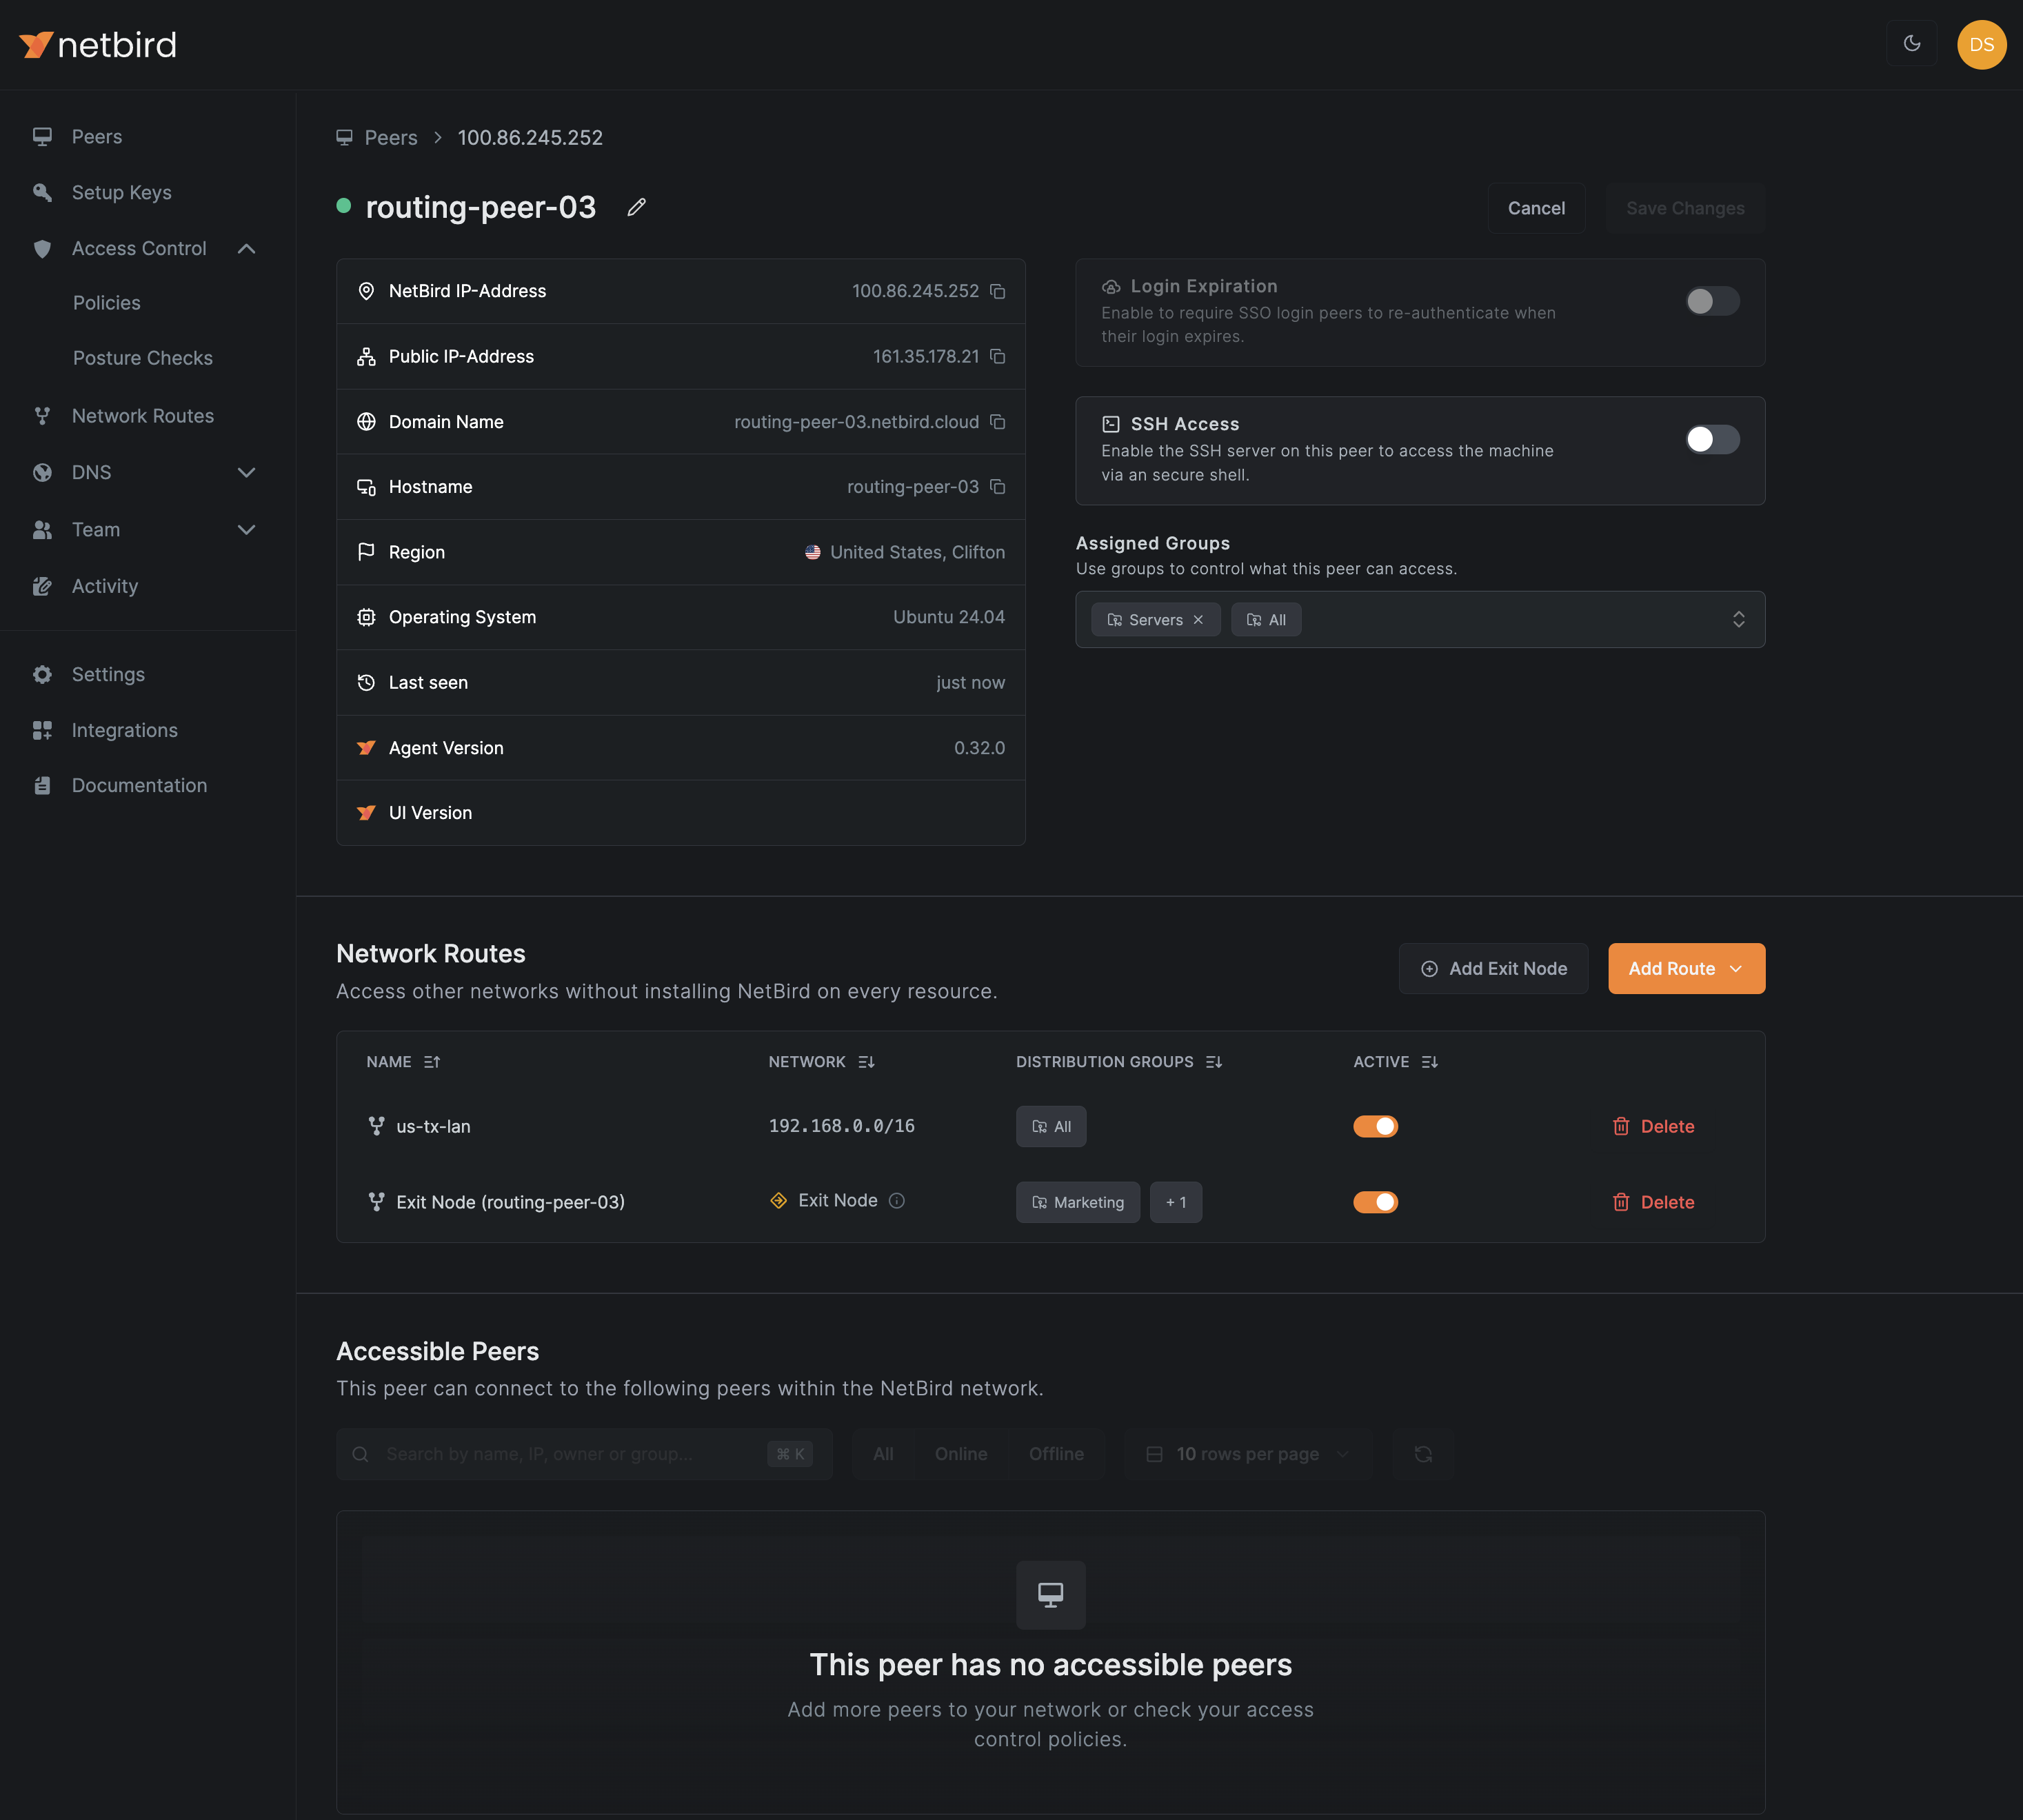 netbird
DS
Peers
Setup Keys
Access Control
Policies
Posture Checks
Network Routes
DNS
Team
Activity
Settings
Integrations
Documentation
Peers > 100.86.245.252
routing-peer-03
Cancel
Save Changes
NetBird IP-Address 100.86.245.252
Public IP-Address 161.35.178.21
Domain Name routing-peer-03.netbird.cloud
Hostname routing-peer-03
Region United States, Clifton
Operating System Ubuntu 24.04
Last seen just now
Agent Version 0.32.0
UI Version
Login Expiration
Enable to require SSO login peers to re-authenticate when
their login expires.
SSH Access
Enable the SSH server on this peer to access the machine
via an secure shell.
Assigned Groups
Use groups to control what this peer can access.
Servers All
Network Routes
Access other networks without installing NetBird on every resource.
Add Exit Node
Add Route
NAME NETWORK DISTRIBUTION GROUPS ACTIVE
us-tx-lan 192.168.0.0/16 All Delete
Exit Node (routing-peer-03) Exit Node Marketing + 1 Delete
Accessible Peers
This peer can connect to the following peers within the NetBird network.
Search by name, IP, owner or group... ⌘ K All Online Offline 10 rows per page
This peer has no accessible peers
Add more peers to your network or check your access
control policies.